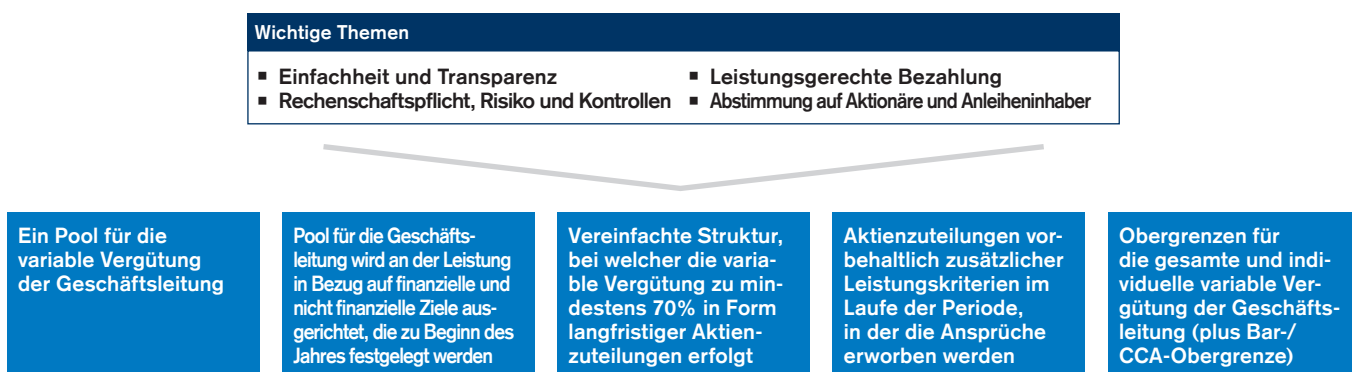 Wichtige Themen
■ Einfachheit und Transparenz
■ Rechenschaftspflicht, Risiko und Kontrollen
■ Leistungsgerechte Bezahlung
■ Abstimmung auf Aktionäre und Anleiheninhaber
Ein Pool für die
variable Vergütung
der Geschäftsleitung
Pool für die Geschäfts-
leitung wird an der Leistung
in Bezug auf finanzielle und
nicht finanzielle Ziele aus-
gerichtet, die zu Beginn des
Jahres festgelegt werden
Vereinfachte Struktur,
bei welcher die varia-
ble Vergütung zu min-
destens 70% in Form
langfristiger Aktien-
zuteilungen erfolgt
Aktienzuteilungen vor-
behaltlich zusätzlicher
Leistungskriterien im
Laufe der Periode,
in der die Ansprüche
erworben werden
Obergrenzen für
die gesamte und indi-
viduelle variable Ver-
gütung der Geschäfts-
leitung (plus Bar-/
CCA-Obergrenze)